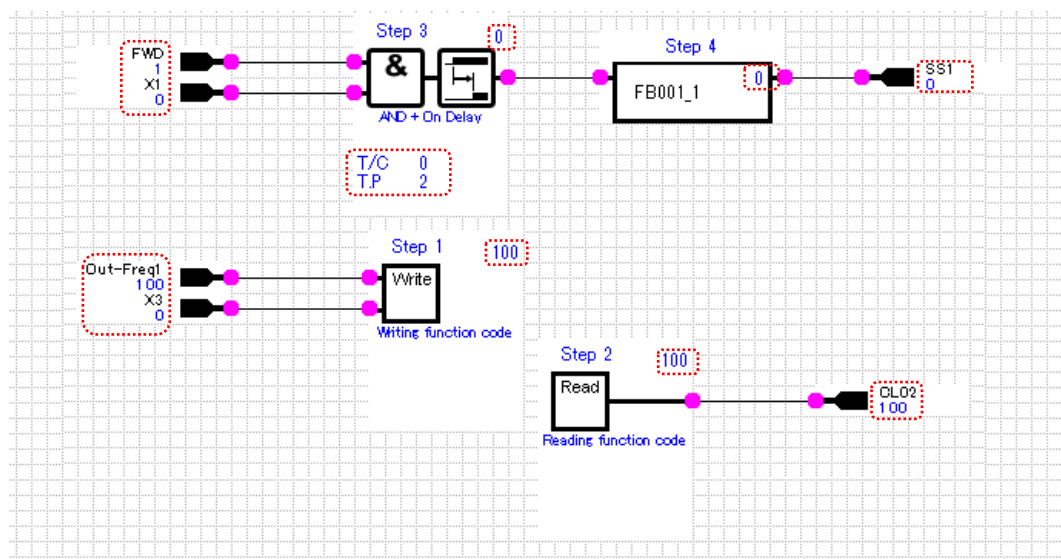 Step 3
0
FWD
1
X1
0
&
AND + On Delay
Step 4
FB001_1
0
SS1
0
T/C 0
T.P 2
Step 1
100
Out-Freq1
100
X3
0
Write
Writing function code
Step 2
100
Read
Reading function code
CLO2
100